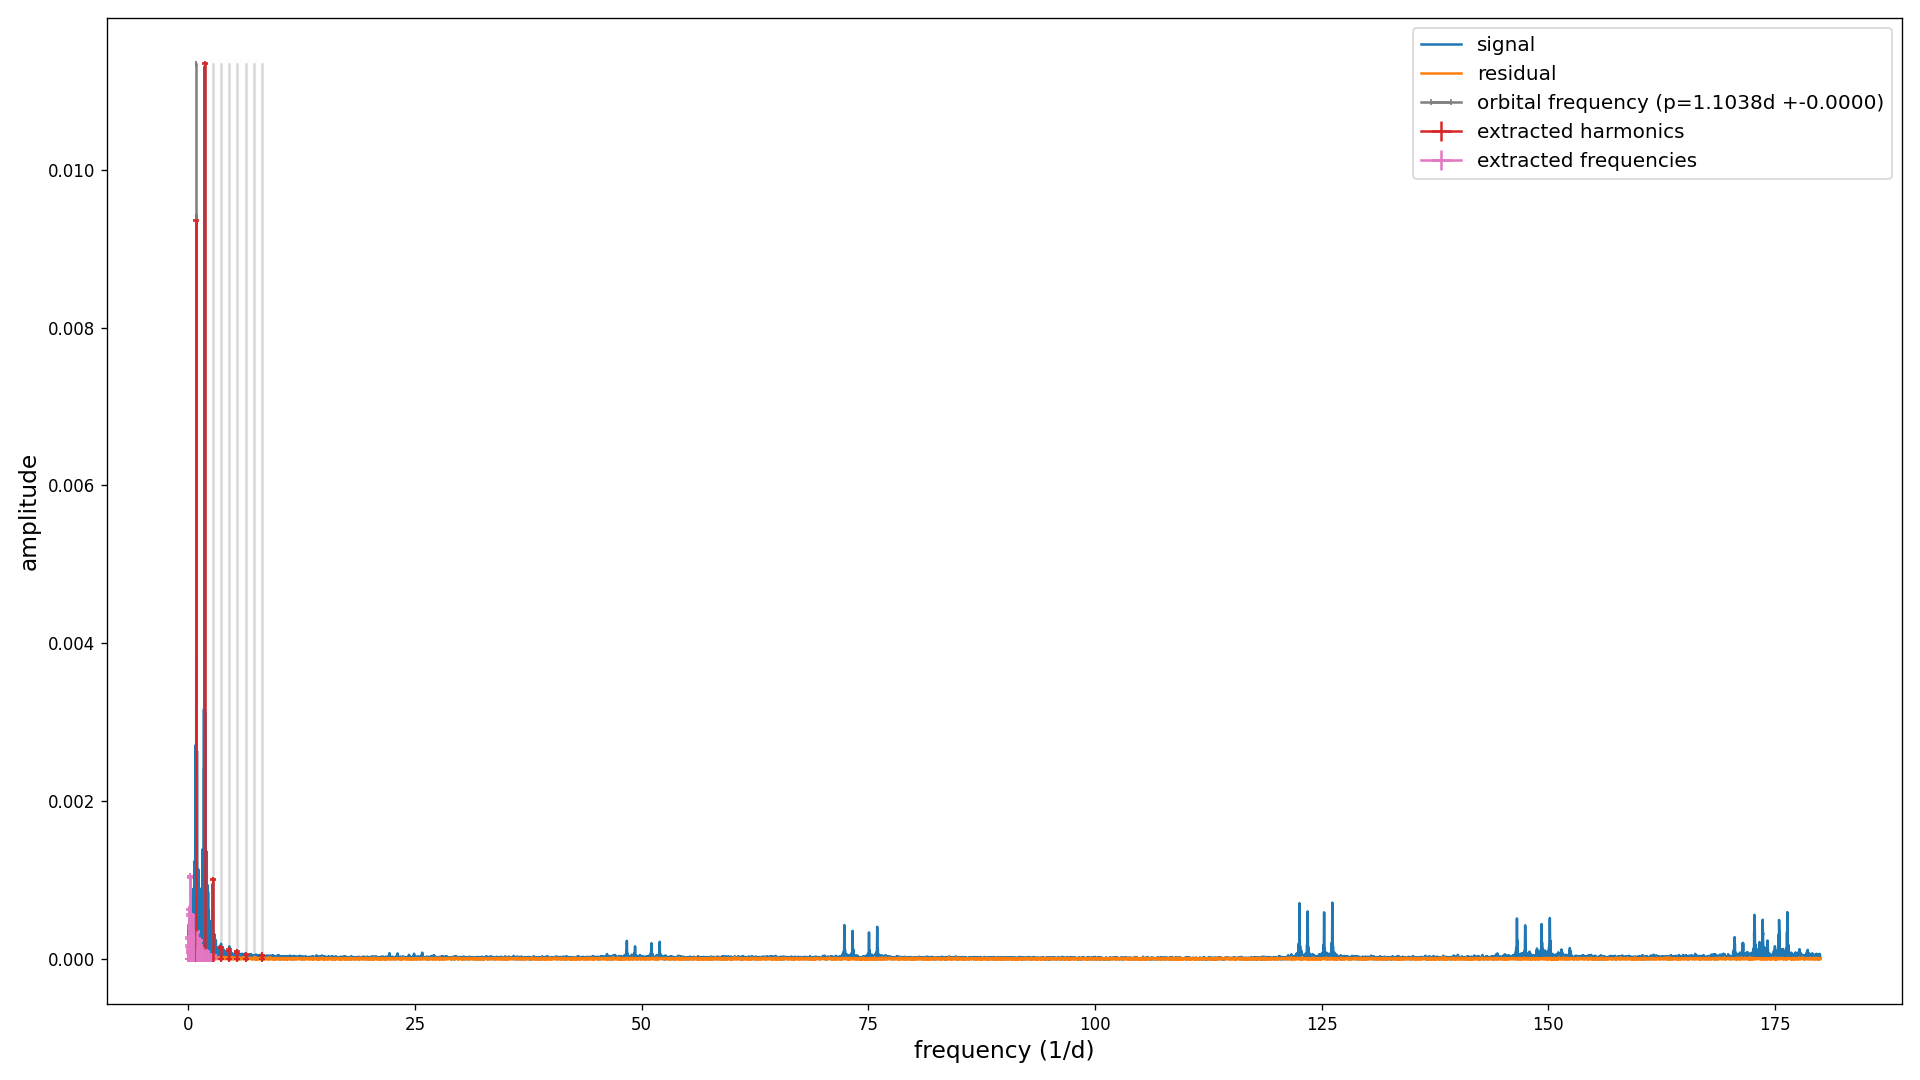 signal
residual
orbital frequency (p=1.1038d +-0.0000)
extracted harmonics
extracted frequencies
amplitude
0.010
0.008
0.006
0.004
0.002
0.000
0 25 50 75 100 125 150 175
frequency (1/d)